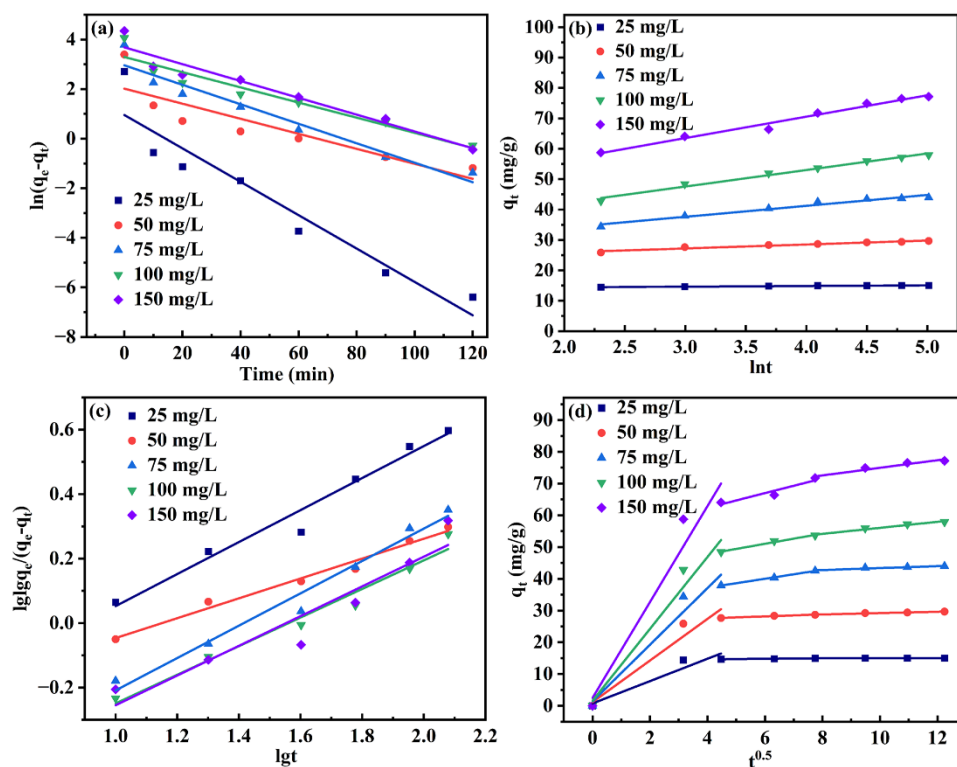 (a)
ln(qe-qt)
4
2
0
−2
−4
−6
−8
25 mg/L
50 mg/L
75 mg/L
100 mg/L
150 mg/L
0 20 40 60 80 100 120
Time (min)
(b)
qt (mg/g)
100
90
80
70
60
50
40
30
20
10
0
25 mg/L
50 mg/L
75 mg/L
100 mg/L
150 mg/L
2.0 2.5 3.0 3.5 4.0 4.5 5.0
lnt
(c)
lglgqe/(qe-qt)
0.6
0.4
0.2
0.0
−0.2
25 mg/L
50 mg/L
75 mg/L
100 mg/L
150 mg/L
1.0 1.2 1.4 1.6 1.8 2.0 2.2
lgt
(d)
qt (mg/g)
90
80
70
60
50
40
30
20
10
0
25 mg/L
50 mg/L
75 mg/L
100 mg/L
150 mg/L
0 2 4 6 8 10 12
t^0.5